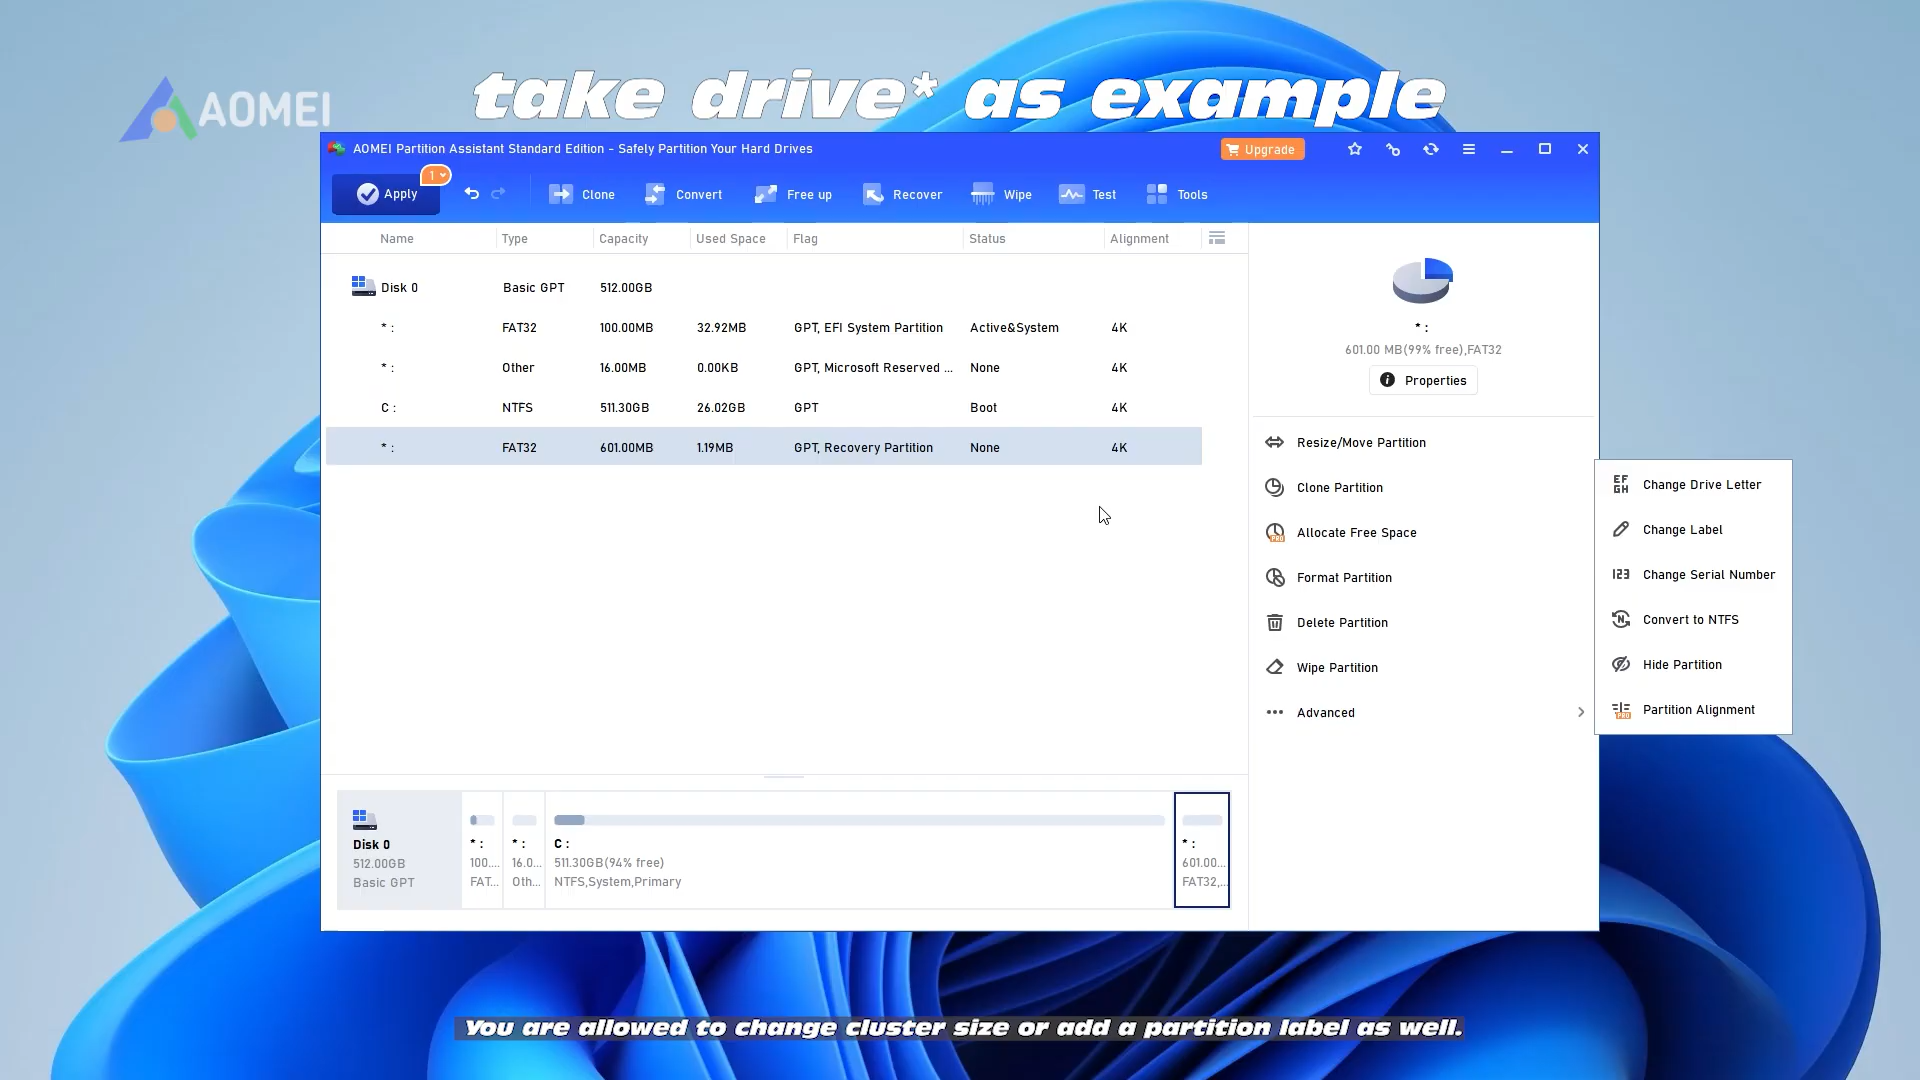 AOMEI
take drive* as example
AOMEI Partition Assistant Standard Edition - Safely Partition Your Hard Drives
Upgrade
Apply
1
Clone
Convert
Free up
Recover
Wipe
Test
Tools
Name Type Capacity Used Space Flag Status Alignment
Disk 0 Basic GPT 512.00GB
* : FAT32 100.00MB 32.92MB GPT, EFI System Partition Active&System 4K
* : Other 16.00MB 0.00KB GPT, Microsoft Reserved ... None 4K
C : NTFS 511.30GB 26.02GB GPT Boot 4K
* : FAT32 601.00MB 1.19MB GPT, Recovery Partition None 4K
* :
601.00 MB(99% free),FAT32
i Properties
Resize/Move Partition
Clone Partition
PRO Allocate Free Space
Format Partition
Delete Partition
Wipe Partition
Advanced
EF GH Change Drive Letter
Change Label
123 Change Serial Number
N Convert to NTFS
Hide Partition
PRO Partition Alignment
Disk 0
512.00GB
Basic GPT
* :
100....
FAT...
* :
16.0...
Oth...
C :
511.30GB(94% free)
NTFS,System,Primary
* :
601.00...
FAT32,...
You are allowed to change cluster size or add a partition label as well.